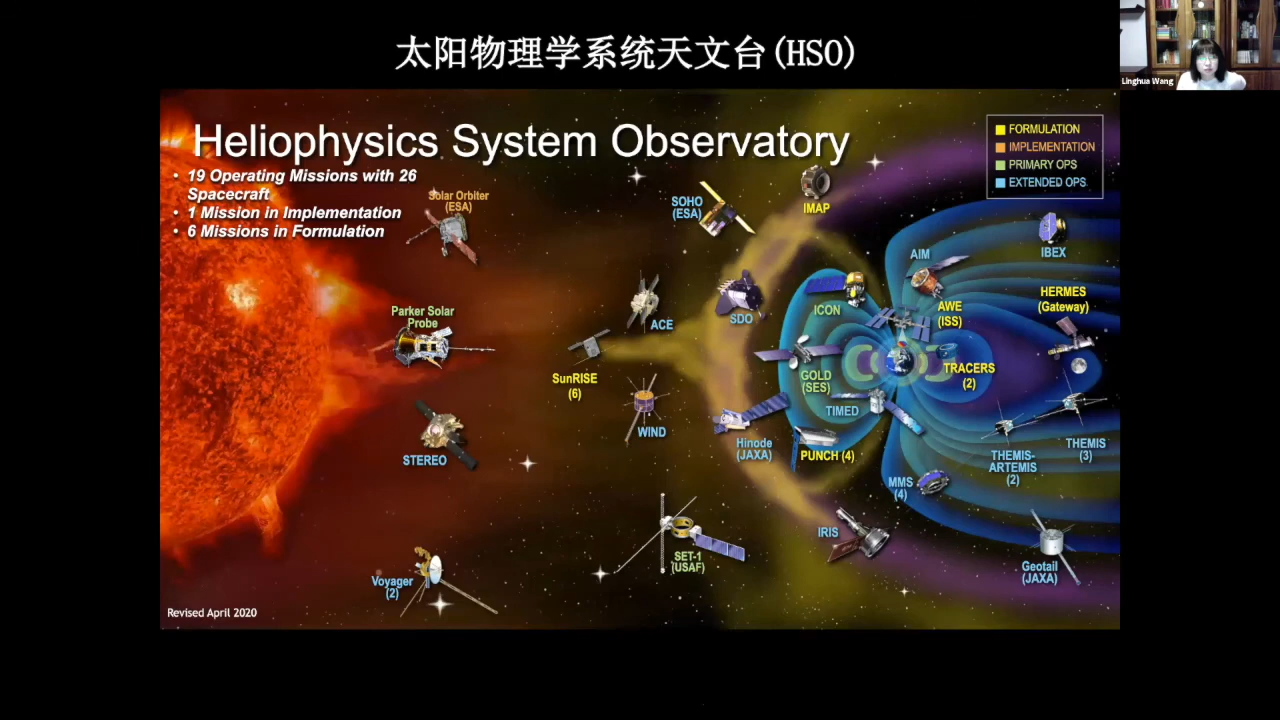 太阳物理学系统天文台(HSO)
Linghua Wang
Heliophysics System Observatory
• 19 Operating Missions with 26
Spacecraft
• 1 Mission in Implementation
• 6 Missions in Formulation
FORMULATION
IMPLEMENTATION
PRIMARY OPS
EXTENDED OPS
Solar Orbiter
(ESA)
SOHO
(ESA)
IMAP
IBEX
AIM
HERMES
(Gateway)
Parker Solar
Probe
ACE
SDO
ICON
AWE
(ISS)
SunRISE
(6)
GOLD
(SES)
TRACERS
(2)
TIMED
STEREO
WIND
Hinode
(JAXA)
PUNCH (4)
THEMIS-
ARTEMIS
(2)
THEMIS
(3)
MMS
(4)
IRIS
SET-1
(USAF)
Geotail
(JAXA)
Voyager
(2)
Revised April 2020